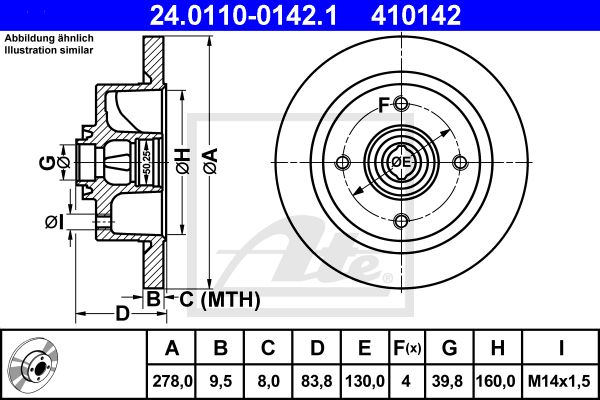 24.0110-0142.1 410142
Abbildung ähnlich
Illustration similar
F
G
Ø
50,25
ØH
ØA
ØE
ØI
B
C (MTH)
D
Ate
A B C D E F(x) G H I
278,0 9,5 8,0 83,8 130,0 4 39,8 160,0 M14x1,5